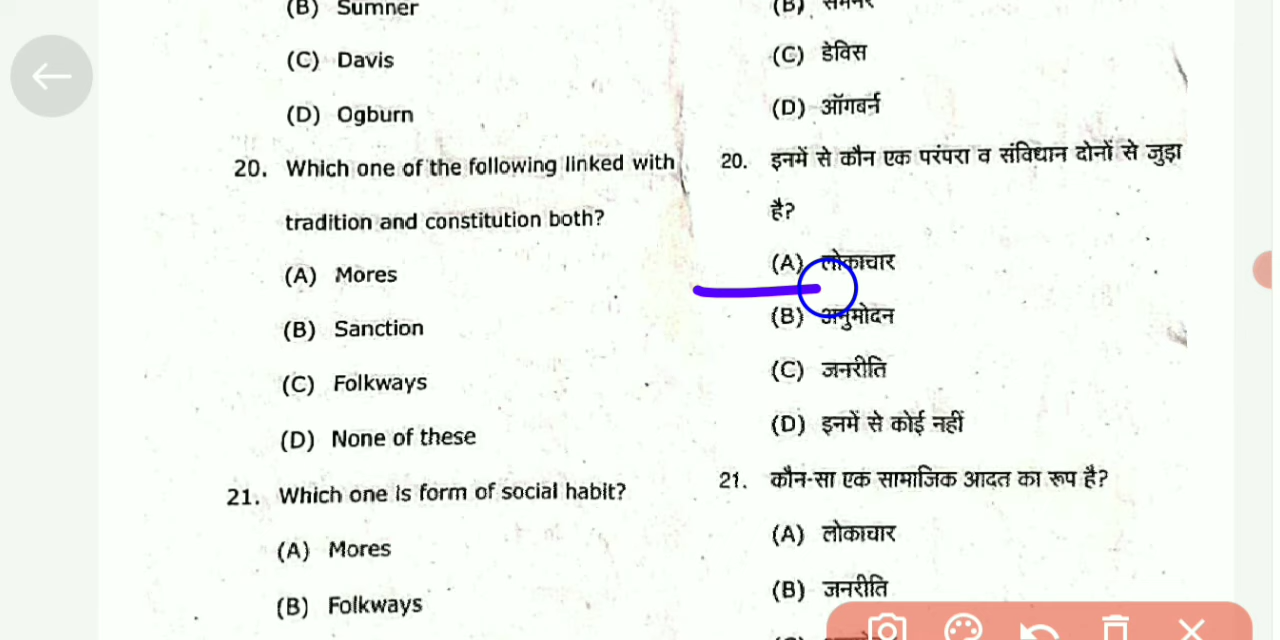 (B) Sumner
(C) Davis
(D) Ogburn
20. Which one of the following linked with
tradition and constitution both?
(A) Mores
(B) Sanction
(C) Folkways
(D) None of these
21. Which one is form of social habit?
(A) Mores
(B) Folkways
(B)
(C) डेविस
(D) ऑगबर्न
20. इनमें से कौन एक परंपरा व संविधान दोनों से जुड़ा
है?
(A) लोकाचार
(B) अनुमोदन
(C) जनरीति
(D) इनमें से कोई नहीं
21. कौन-सा एक सामाजिक आदत का रूप है?
(A) लोकाचार
(B) जनरीति